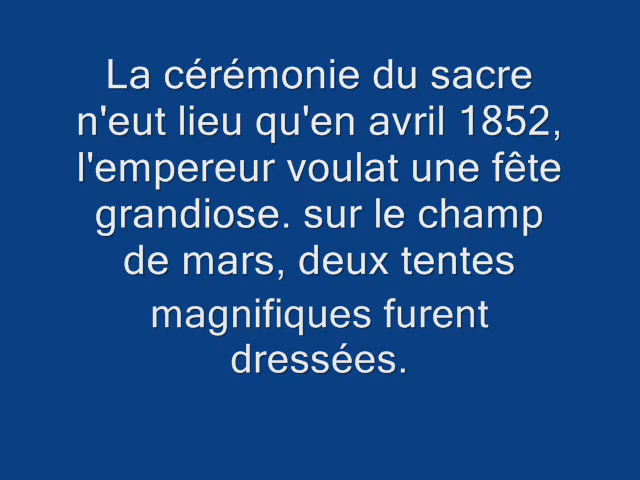 La cérémonie du sacre
n'eut lieu qu'en avril 1852,
l'empereur voulat une fête
grandiose. sur le champ
de mars, deux tentes
magnifiques furent
dressées.